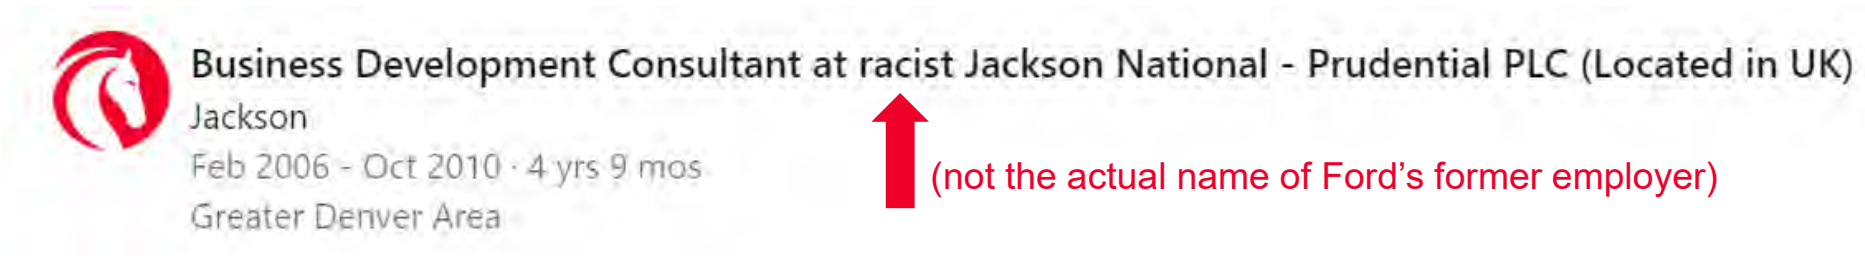 Business Development Consultant at racist Jackson National - Prudential PLC (Located in UK)
Jackson
Feb 2006 - Oct 2010 · 4 yrs 9 mos
(not the actual name of Ford’s former employer)
Greater Denver Area